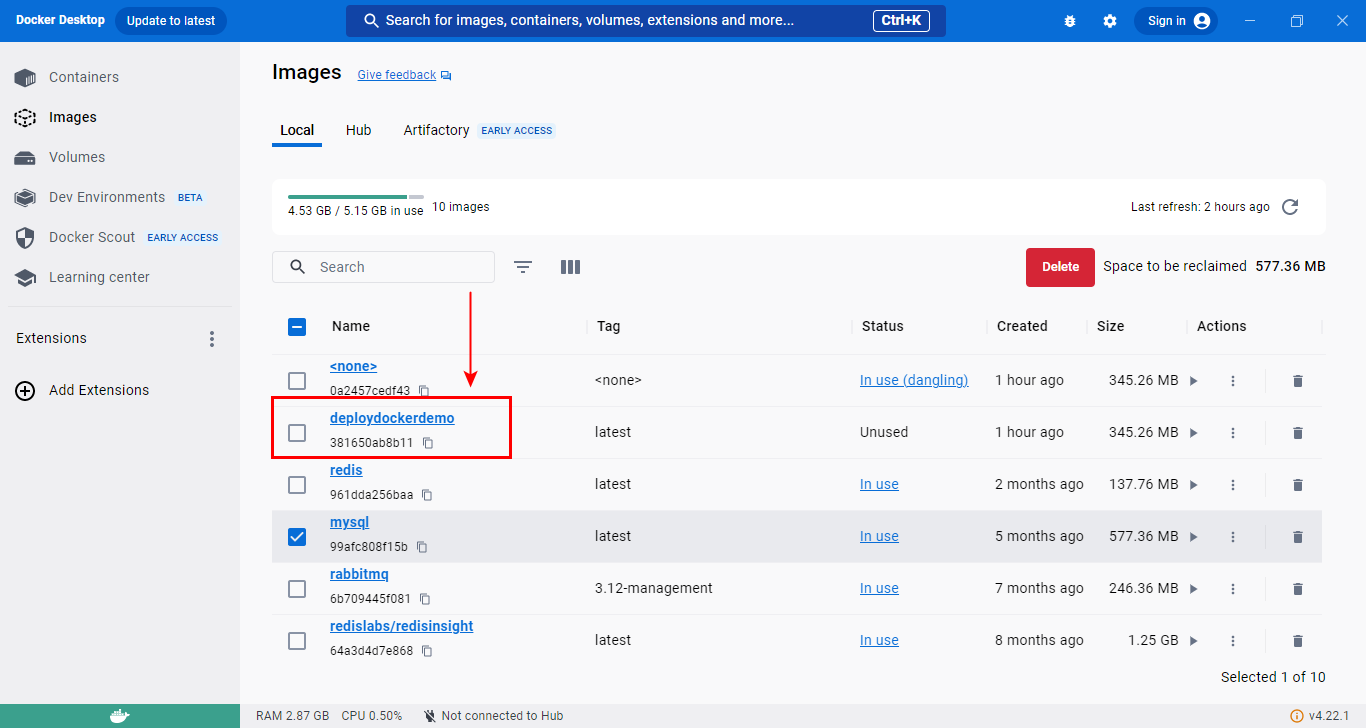 Docker Desktop Update to latest Search for images, containers, volumes, extensions and more... Ctrl+K Sign in
Containers
Images
Volumes
Dev Environments BETA
Docker Scout EARLY ACCESS
Learning center
Extensions
Add Extensions
Images Give feedback
Local Hub Artifactory EARLY ACCESS
4.53 GB / 5.15 GB in use 10 images Last refresh: 2 hours ago
Search Delete Space to be reclaimed 577.36 MB
Name Tag Status Created Size Actions
<none>
0a2457cedf43 <none> In use (dangling) 1 hour ago 345.26 MB
deploydockerdemo
381650ab8b11 latest Unused 1 hour ago 345.26 MB
redis
961dda256baa latest In use 2 months ago 137.76 MB
mysql
99afc808f15b latest In use 5 months ago 577.36 MB
rabbitmq
6b709445f081 3.12-management In use 7 months ago 246.36 MB
redislabs/redisinsight
64a3d4d7e868 latest In use 8 months ago 1.25 GB
Selected 1 of 10
RAM 2.87 GB CPU 0.50% Not connected to Hub v4.22.1